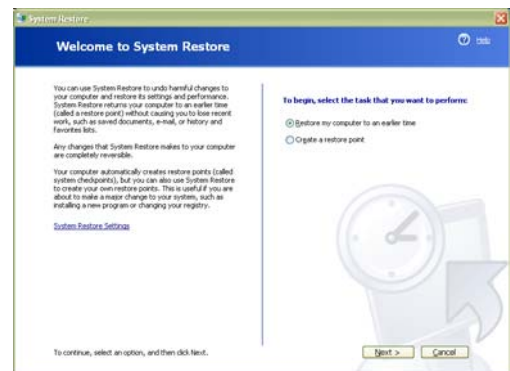 System Restore
Welcome to System Restore
Help
You can use System Restore to undo harmful changes to
your computer and restore its settings and performance.
System Restore returns your computer to an earlier time
(called a restore point) without causing you to lose recent
work, such as saved documents, e-mail, or history and
favorites lists.
Any changes that System Restore makes to your computer
are completely reversible.
Your computer automatically creates restore points (called
system checkpoints), but you can also use System Restore
to create your own restore points. This is useful if you are
about to make a major change to your system, such as
installing a new program or changing your registry.
System Restore Settings
To begin, select the task that you want to perform:
Restore my computer to an earlier time
Create a restore point
To continue, select an option, and then click Next.
Next >
Cancel